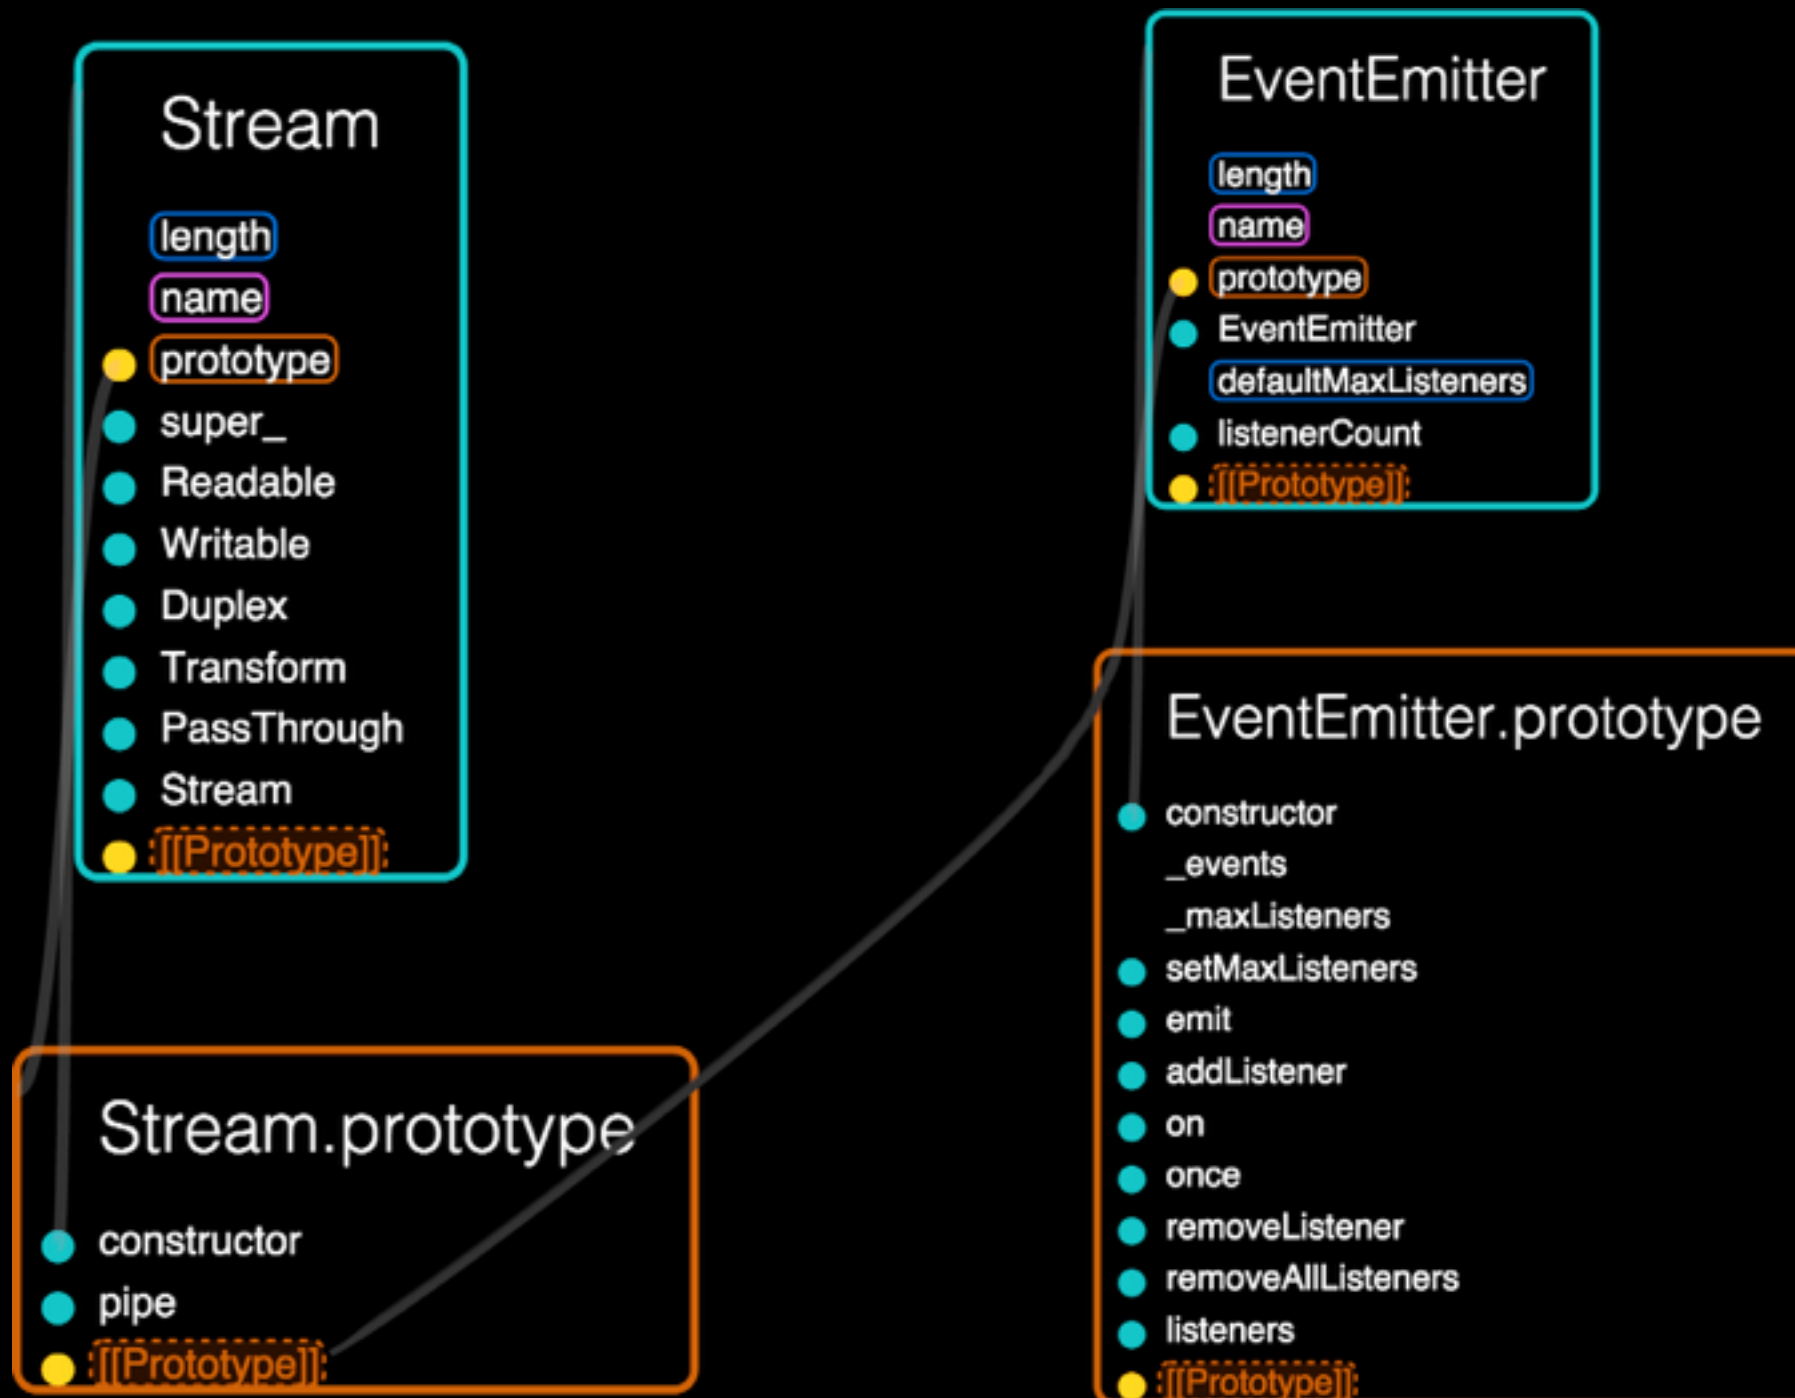 Stream
length
name
prototype
super_
Readable
Writable
Duplex
Transform
PassThrough
Stream
[[Prototype]]
Stream.prototype
constructor
pipe
[[Prototype]]
EventEmitter
length
name
prototype
EventEmitter
defaultMaxListeners
listenerCount
[[Prototype]]
EventEmitter.prototype
constructor
_events
_maxListeners
setMaxListeners
emit
addListener
on
once
removeListener
removeAllListeners
listeners
[[Prototype]]